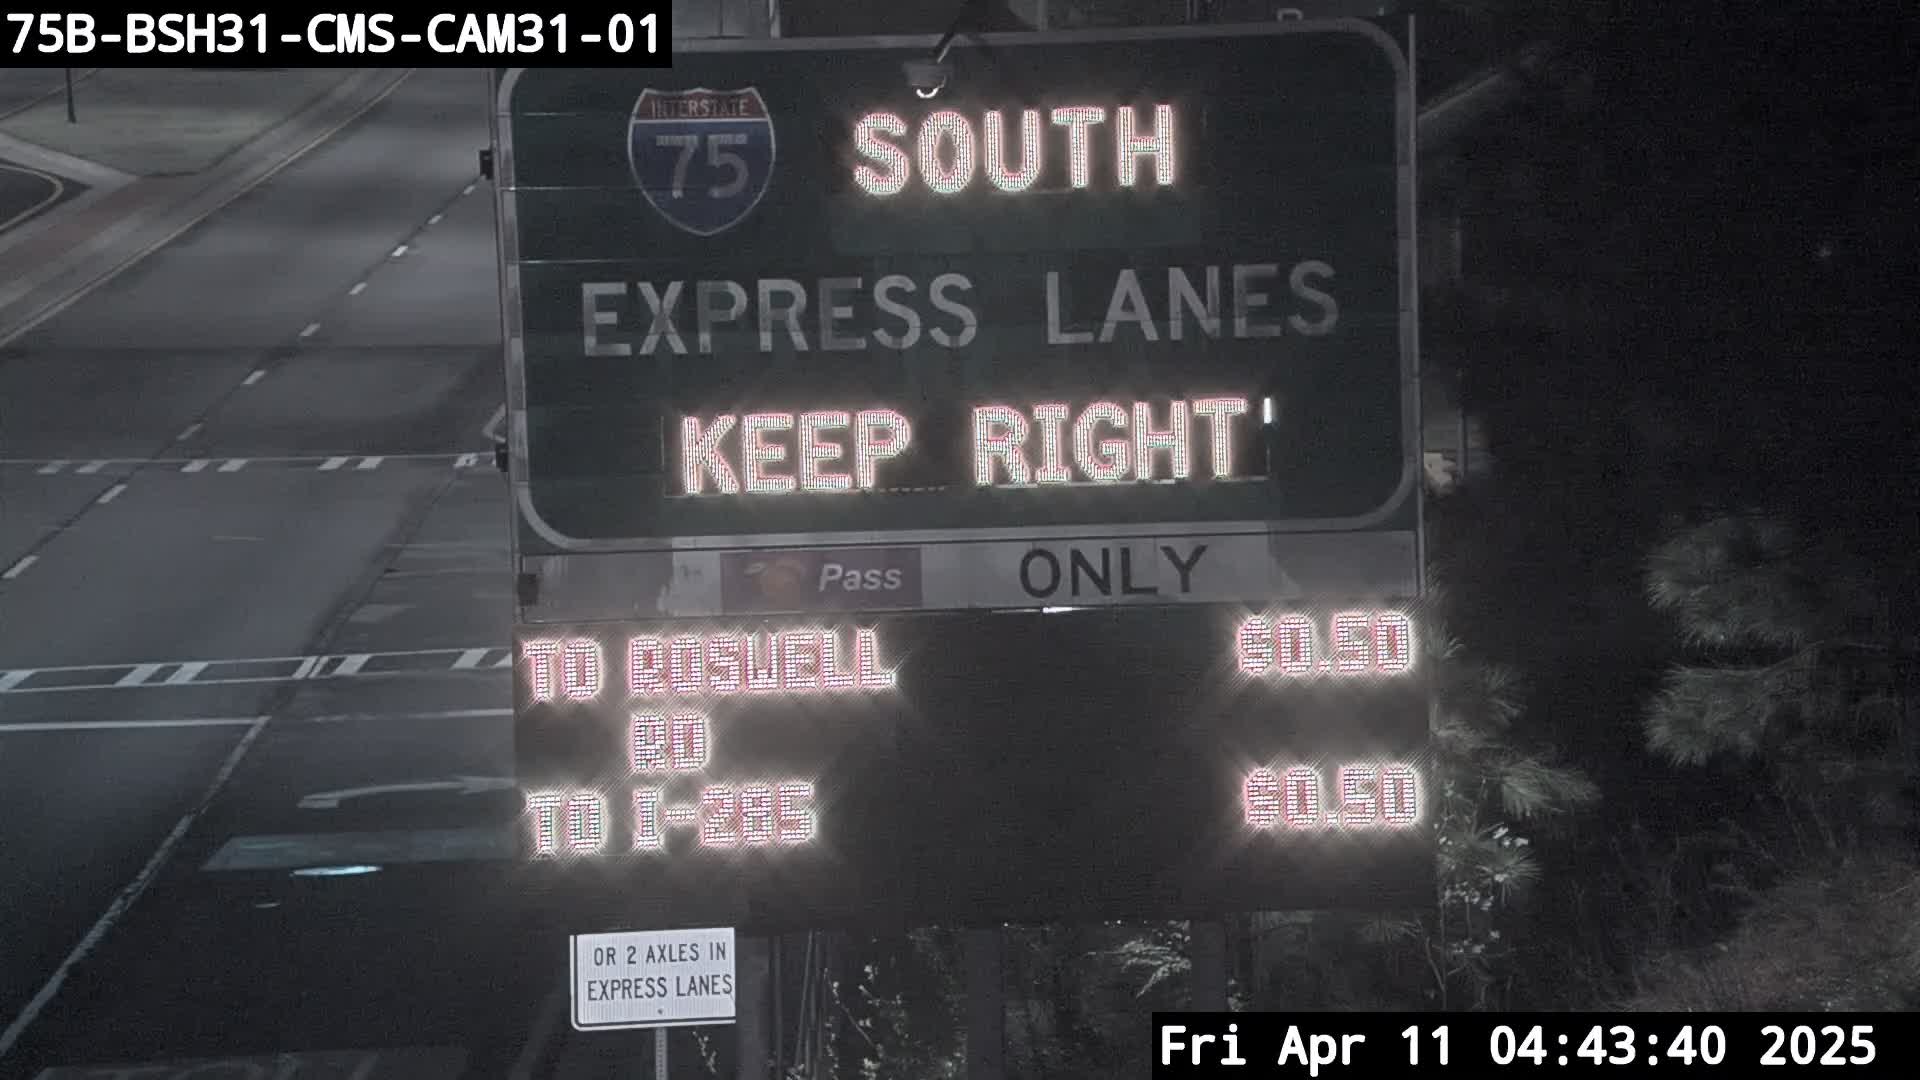 75B-BSH31-CMS-CAM31-01
INTERSTATE
75
SOUTH
EXPRESS LANES
KEEP RIGHT
Pass ONLY
TO ROSWELL $0.50
RD
TO I-285 $0.50
OR 2 AXLES IN
EXPRESS LANES
Fri Apr 11 04:43:40 2025